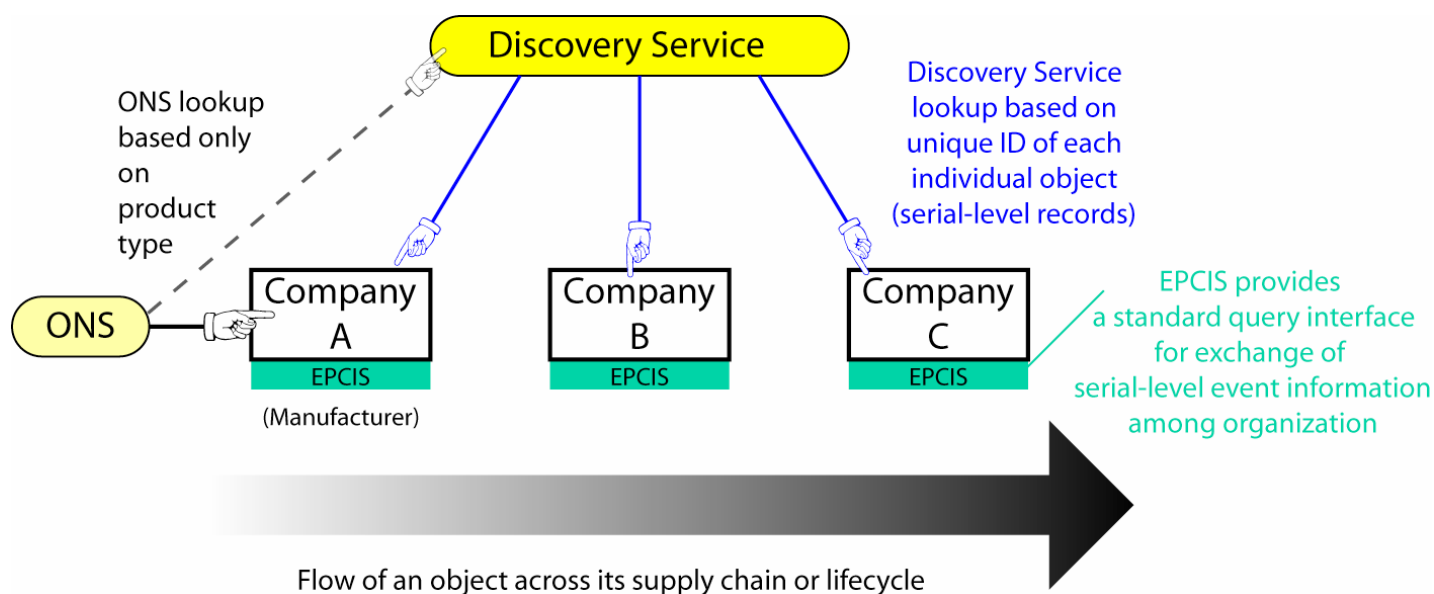 Discovery Service
ONS lookup
based only
on
product
type
Discovery Service
lookup based on
unique ID of each
individual object
(serial-level records)
ONS
Company
A
EPCIS
(Manufacturer)
Company
B
EPCIS
Company
C
EPCIS
EPCIS provides
a standard query interface
for exchange of
serial-level event information
among organization
Flow of an object across its supply chain or lifecycle